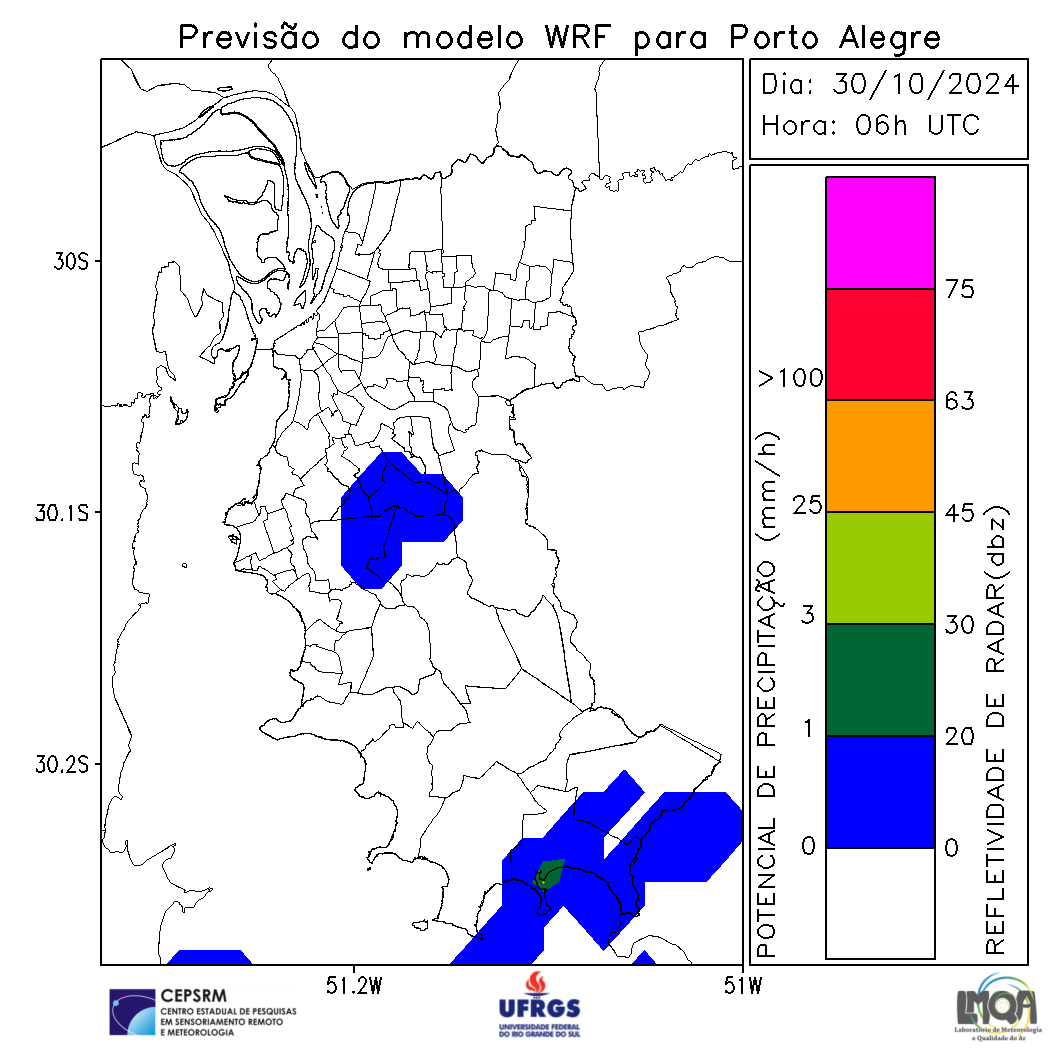 Previsão do modelo WRF para Porto Alegre
Dia: 30/10/2024
Hora: 06h UTC
30S
30.1S
30.2S
51.2W
51W
POTENCIAL DE PRECIPITAÇÃO (mm/h)
>100
25
3
1
0
75
63
45
30
20
0
REFLETIVIDADE DE RADAR(dbz)
CEPSRM
CENTRO ESTADUAL DE PESQUISAS
EM SENSORIAMENTO REMOTO
E METEOROLOGIA
UFRGS
UNIVERSIDADE FEDERAL
DO RIO GRANDE DO SUL
LMQA
Laboratório de Meteorologia
e Qualidade do Ar